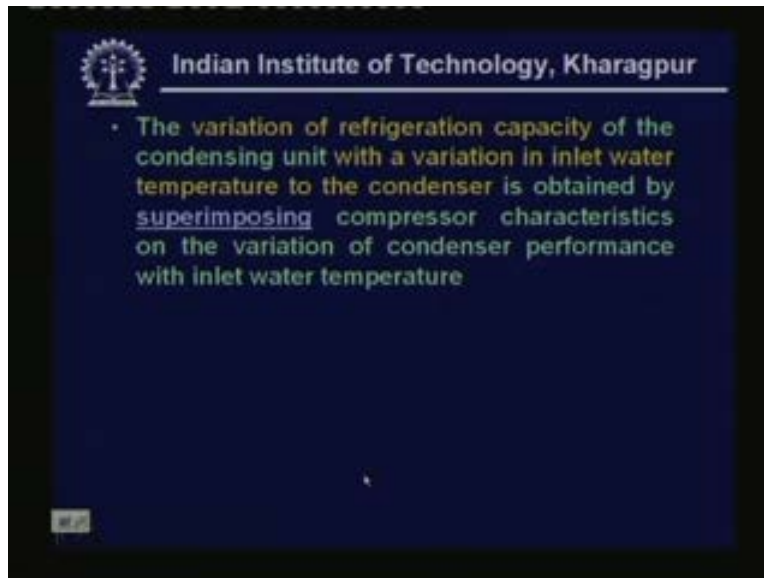 Indian Institute of Technology, Kharagpur
• The variation of refrigeration capacity of the
condensing unit with a variation in inlet water
temperature to the condenser is obtained by
superimposing compressor characteristics
on the variation of condenser performance
with inlet water temperature